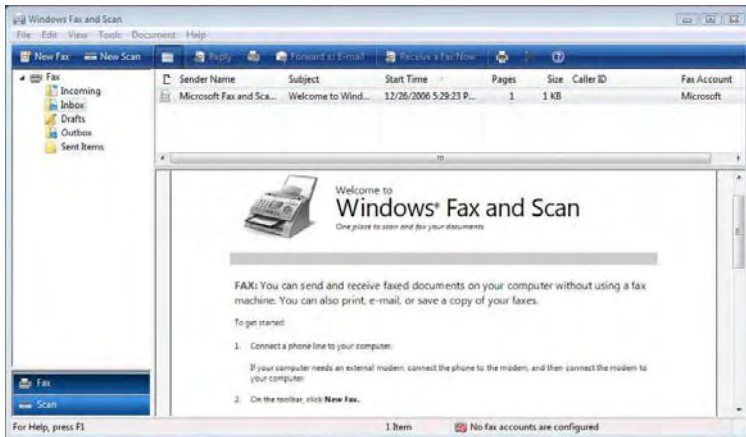 Windows Fax and Scan
File Edit View Tools Document Help
New Fax New Scan Reply Forward as E-mail Receive a Fax Now
Fax
Incoming
Inbox
Drafts
Outbox
Sent Items
Sender Name Subject Start Time Pages Size Caller ID Fax Account
Microsoft Fax and Sca... Welcome to Wind... 12/26/2006 5:29:23 P... 1 1 KB Microsoft
Welcome to
Windows® Fax and Scan
One place to scan and fax your documents
FAX: You can send and receive faxed documents on your computer without using a fax
machine. You can also print, e-mail, or save a copy of your faxes.
To get started:
1. Connect a phone line to your computer.
If your computer needs an external modem, connect the phone to the modem, and then connect the modem to
your computer.
2. On the toolbar, click New Fax.
Fax
Scan
For Help, press F1 1 Item No fax accounts are configured